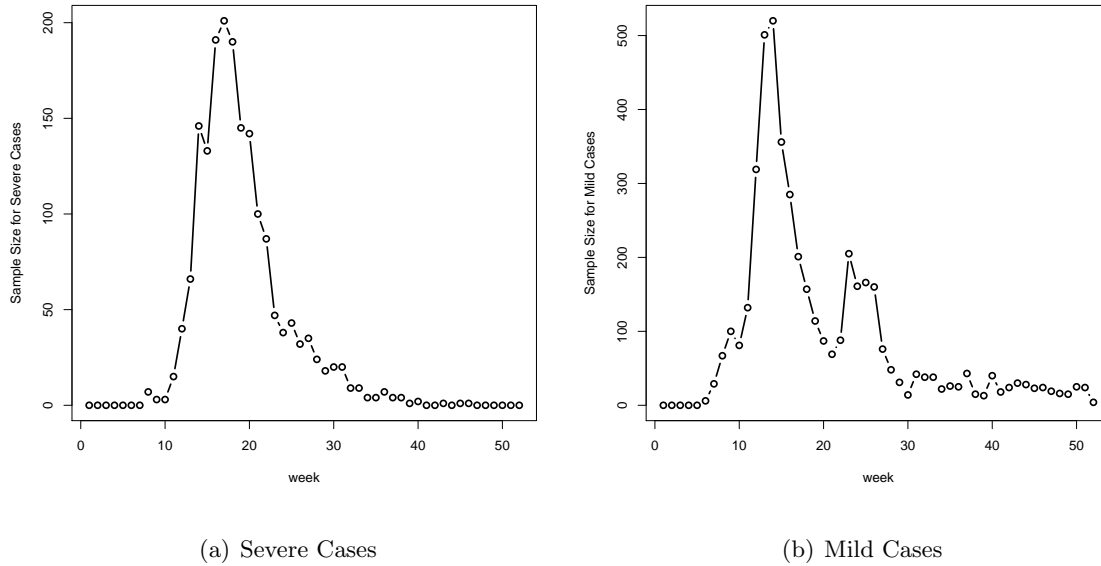 Sample Size for Severe Cases
200
150
100
50
0
0 10 20 30 40 50
week
(a) Severe Cases
Sample Size for Mild Cases
500
400
300
200
100
0
0 10 20 30 40 50
week
(b) Mild Cases